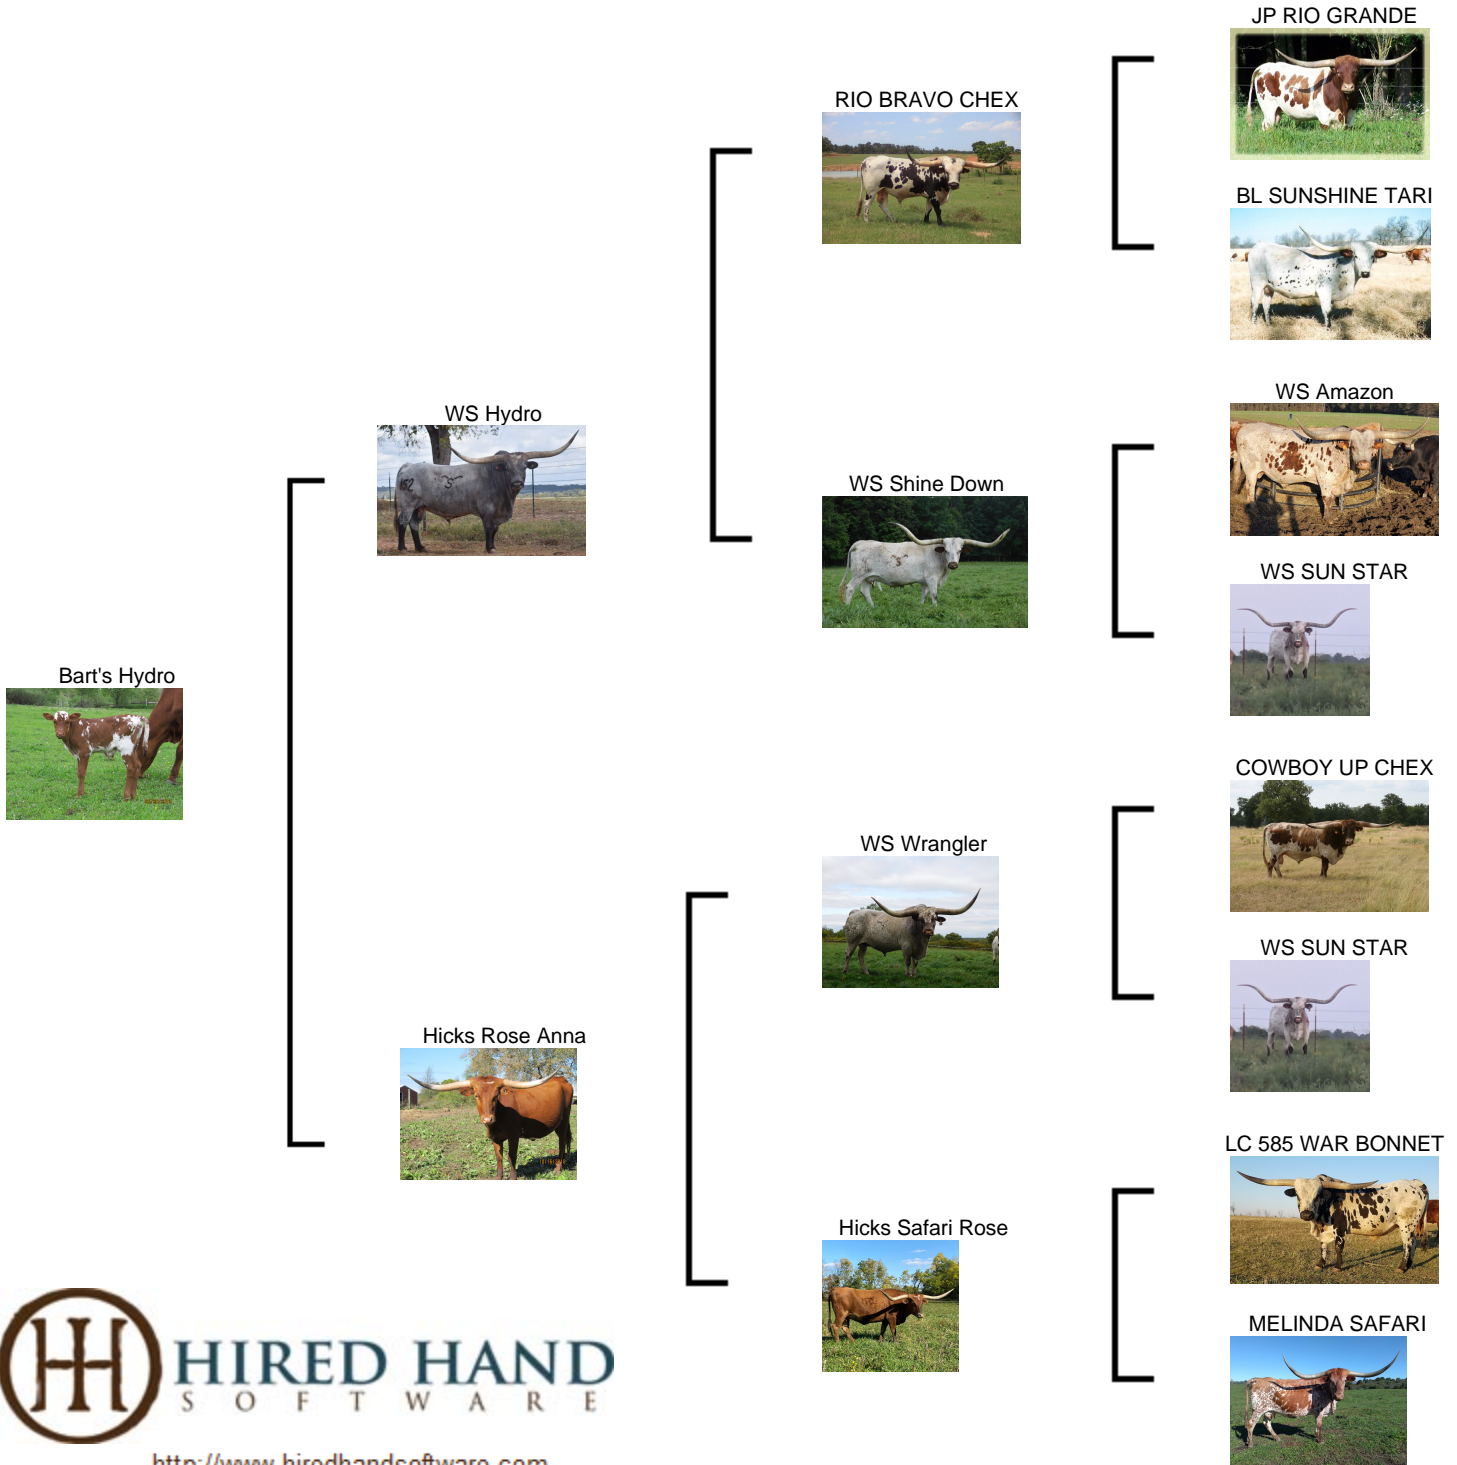 JP RIO GRANDE
RIO BRAVO CHEX
BL SUNSHINE TARI
WS Amazon
WS Hydro
WS Shine Down
WS SUN STAR
Bart's Hydro
COWBOY UP CHEX
WS Wrangler
WS SUN STAR
Hicks Rose Anna
LC 585 WAR BONNET
Hicks Safari Rose
MELINDA SAFARI
HIRED HAND
SOFTWARE
http://www.hiredhandsoftware.com